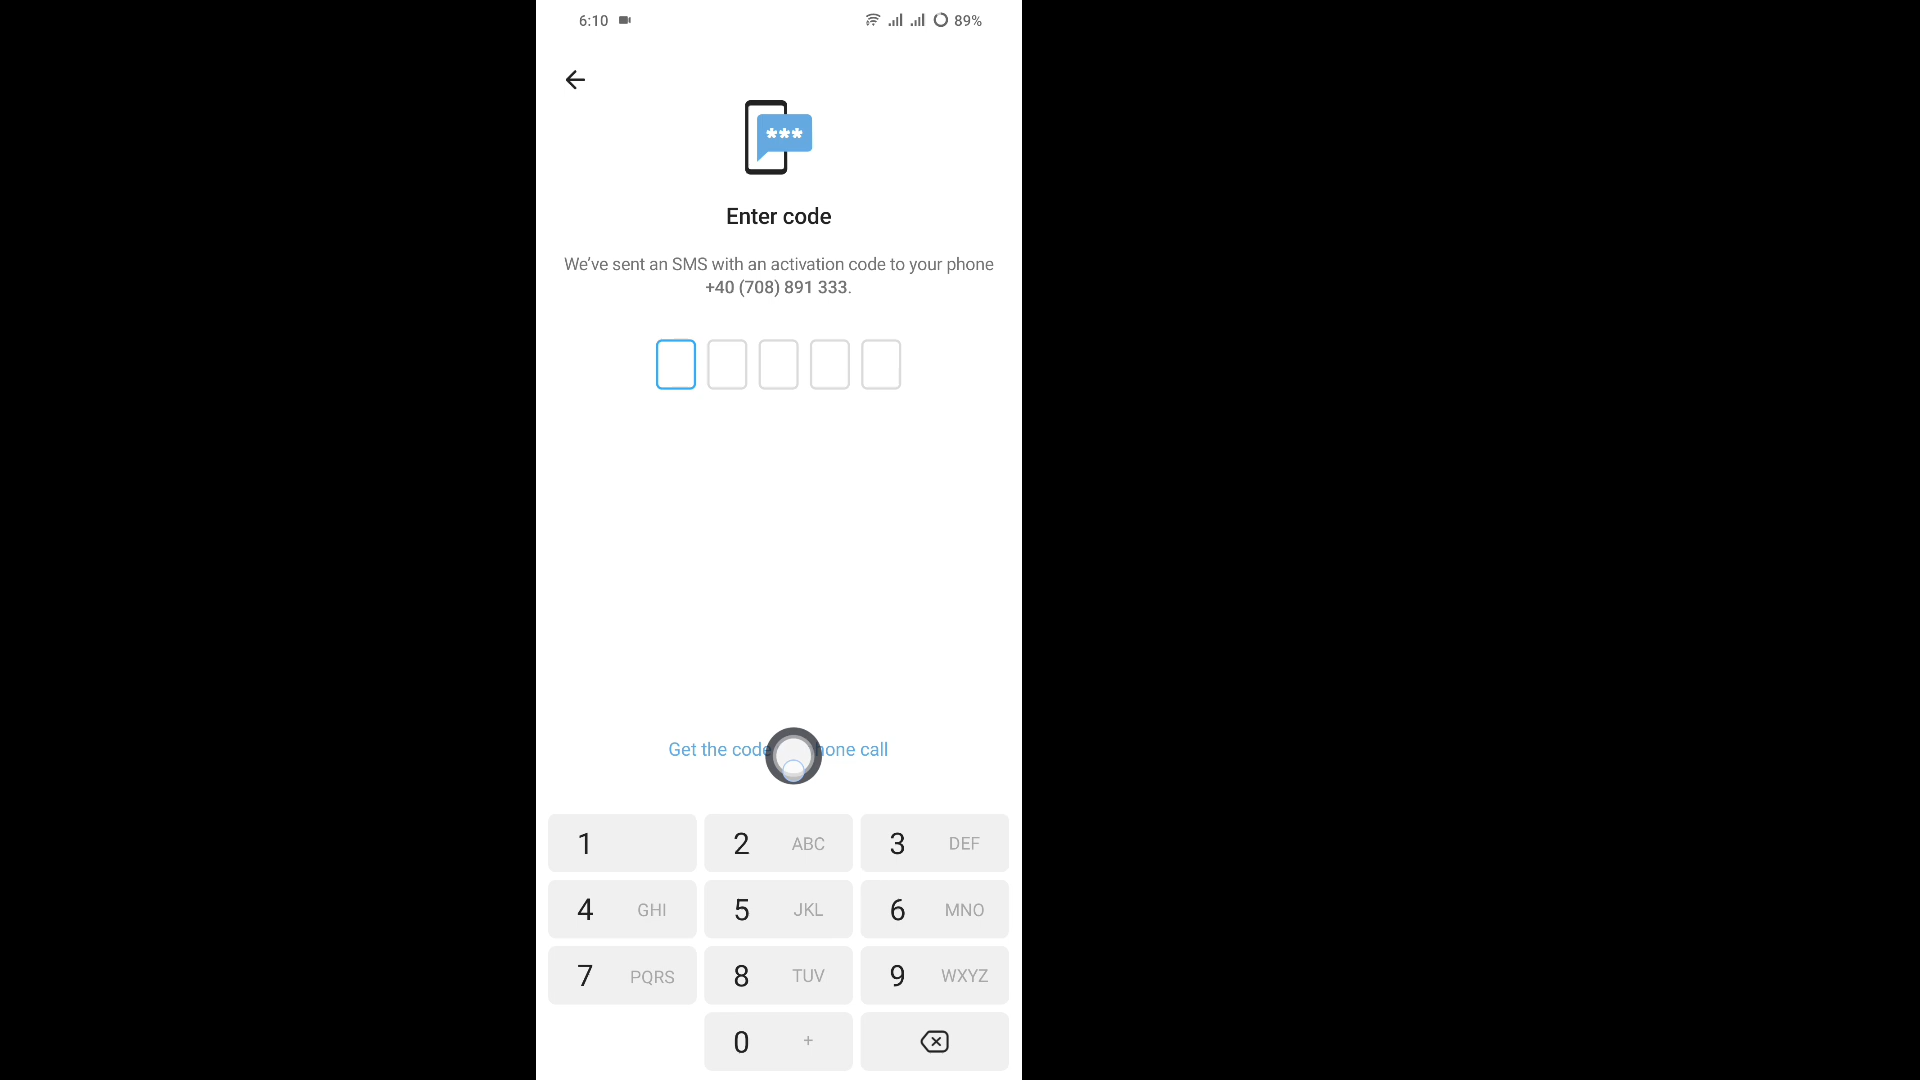 6:10
89%
***
Enter code
We've sent an SMS with an activation code to your phone
+40 (708) 891 333.
Get the code hone call
1
2 ABC
3 DEF
4 GHI
5 JKL
6 MNO
7 PQRS
8 TUV
9 WXYZ
0 +